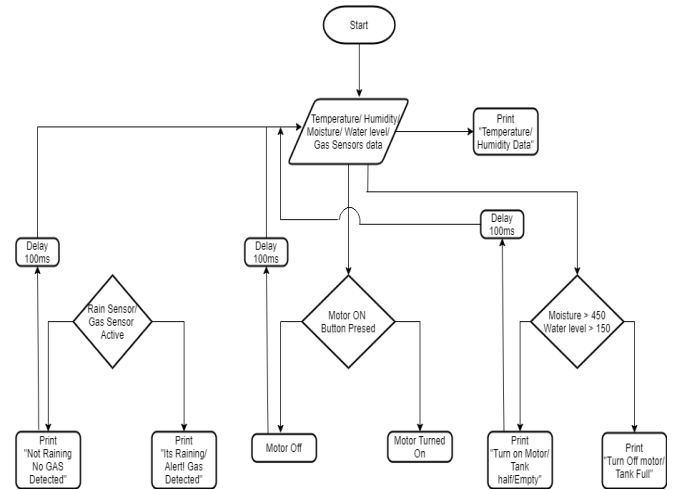 Start
Temperature/ Humidity/
Moisture/ Water level/
Gas Sensors data
Print
"Temperature/
Humidity Data"
Delay
100ms
Delay
100ms
Delay
100ms
Rain Sensor/
Gas Sensor
Active
Motor ON
Button Presed
Moisture > 450
Water level > 150
Print
"Not Raining
No GAS
Detected"
Print
"Its Raining/
Alert! Gas
Detected"
Motor Off
Motor Turned
On
Print
"Turn on Motor/
Tank
half/Empty"
Print
"Turn Off motor/
Tank Full"